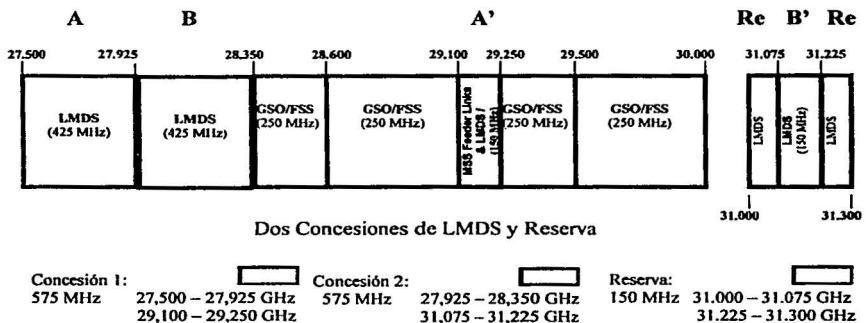 A B A' Re B' Re
27.500 27.925 28.350 28.600 29.100 29.250 29.500 30.000 31.075 31.225
LMDS
(425 MHz)
LMDS
(425 MHz)
GSO/FSS
(250 MHz)
GSO/FSS
(250 MHz)
MSS Feeder Links
& LMDS /
(150 MHz)
GSO/FSS
(250 MHz)
GSO/FSS
(250 MHz)
LMDS
LMDS
(150 MHz)
LMDS
31.000 31.300
Dos Concesiones de LMDS y Reserva
Concesión 1: Concesión 2: Reserva:
575 MHz 27,500 – 27,925 GHz 575 MHz 27,925 – 28,350 GHz 150 MHz 31.000 – 31.075 GHz
29,100 – 29,250 GHz 31,075 – 31,225 GHz 31.225 – 31.300 GHz